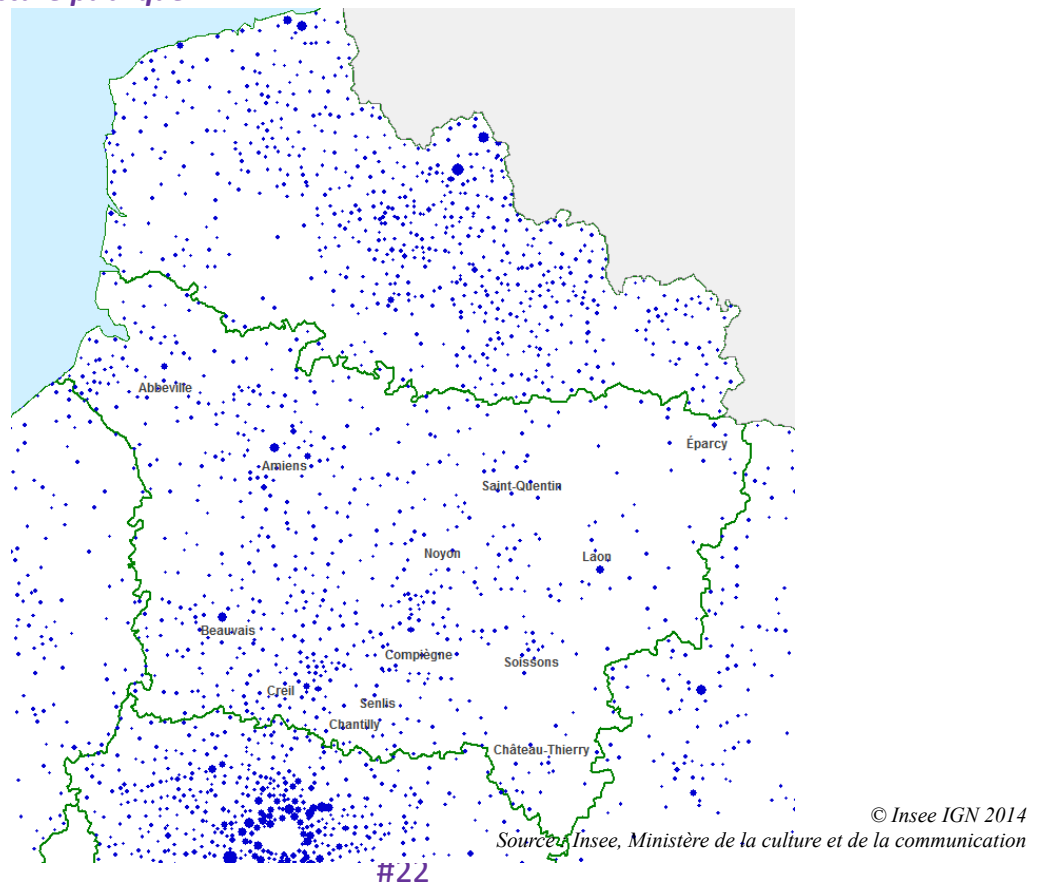 Abbeville
Éparcy
Amiens
Saint-Quentin
Noyon
Laon
Beauvais
Compiègne
Soissons
Creil
Senlis
Chantilly
Château-Thierry
© Insee IGN 2014
Source : Insee, Ministère de la culture et de la communication
#22